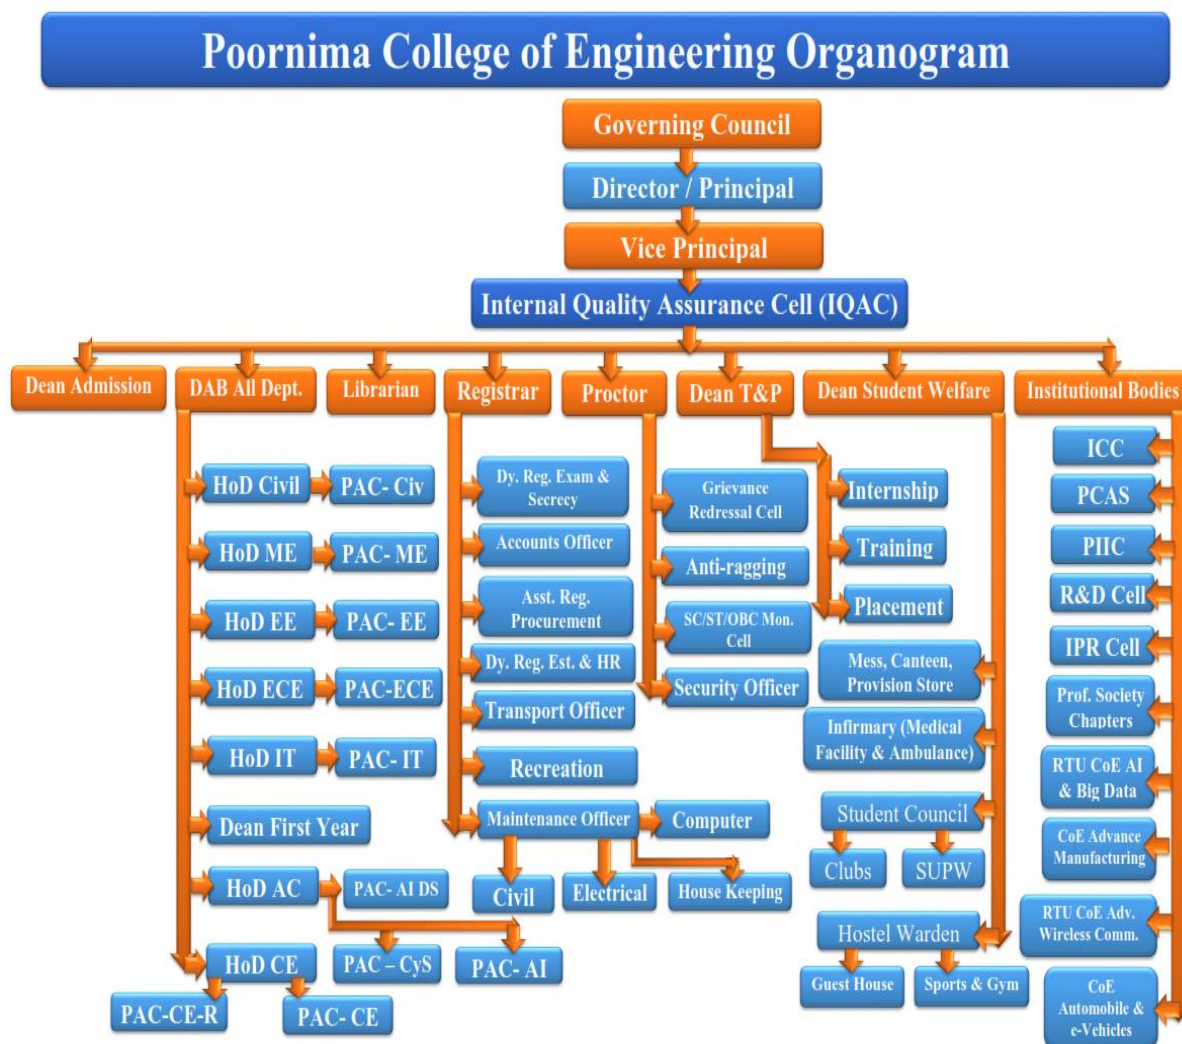 Poornima College of Engineering Organogram
Governing Council
Director / Principal
Vice Principal
Internal Quality Assurance Cell (IQAC)
Dean Admission
DAB All Dept.
Librarian
Registrar
Proctor
Dean T&P
Dean Student Welfare
Institutional Bodies
HoD Civil
PAC- Civ
HoD ME
PAC- ME
HoD EE
PAC- EE
HoD ECE
PAC-ECE
HoD IT
PAC- IT
Dean First Year
HoD AC
PAC- AI DS
PAC – CyS
PAC- AI
HoD CE
PAC-CE-R
PAC- CE
Dy. Reg. Exam &
Secrecy
Accounts Officer
Asst. Reg.
Procurement
Dy. Reg. Est. & HR
Transport Officer
Recreation
Maintenance Officer
Computer
Civil
Electrical
House Keeping
Grievance
Redressal Cell
Anti-ragging
SC/ST/OBC Mon.
Cell
Security Officer
Internship
Training
Placement
Mess, Canteen,
Provision Store
Infirmary (Medical
Facility & Ambulance)
Student Council
Clubs
SUPW
Hostel Warden
Guest House
Sports & Gym
ICC
PCAS
PIIC
R&D Cell
IPR Cell
Prof. Society
Chapters
RTU CoE AI
& Big Data
CoE Advance
Manufacturing
RTU CoE Adv.
Wireless Comm.
CoE
Automobile &
e-Vehicles